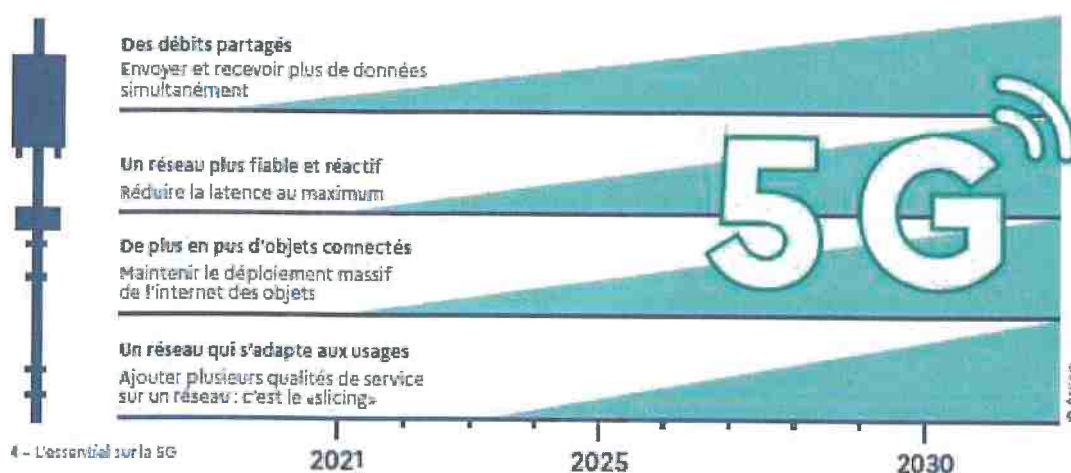 Des débits partagés
Envoyer et recevoir plus de données
simultanément
Un réseau plus fiable et réactif
Réduire la latence au maximum
De plus en pus d'objets connectés
Maintenir le déploiement massif
de l'internet des objets
5G
Un réseau qui s'adapte aux usages
Ajouter plusieurs qualités de service
sur un réseau : c'est le «slicing»
4 – L'essentiel sur la 5G
2021
2025
2030